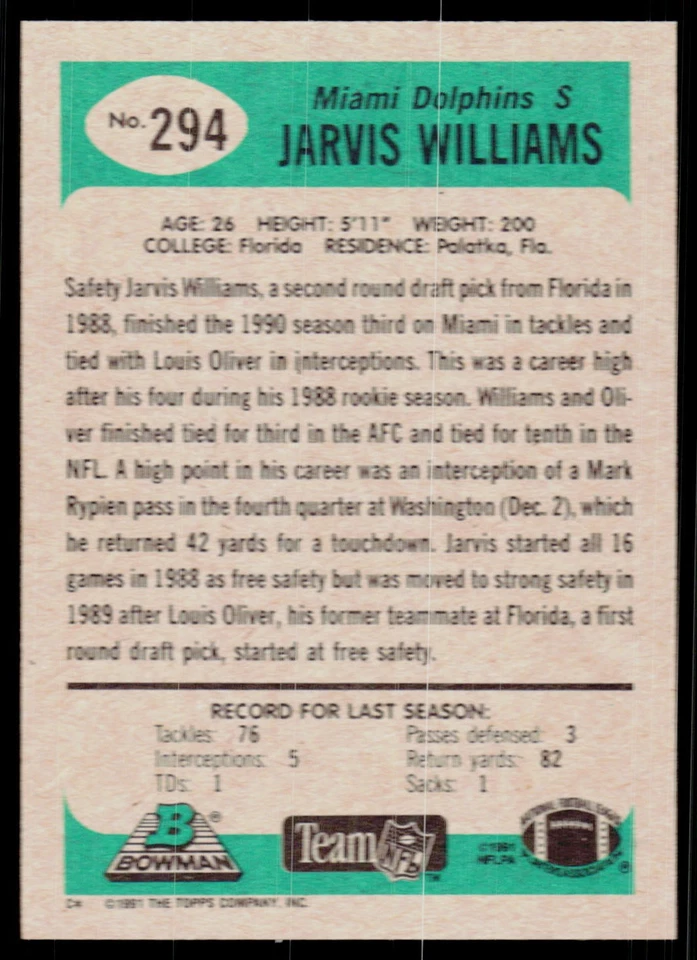 No. 294
Miami Dolphins S
JARVIS WILLIAMS
AGE: 26 HEIGHT: 5'11" WEIGHT: 200
COLLEGE: Florida RESIDENCE: Palatka, Fla.
Safety Jarvis Williams, a second round draft pick from Florida in
1988, finished the 1990 season third on Miami in tackles and
tied with Louis Oliver in interceptions. This was a career high
after his four during his 1988 rookie season. Williams and Oli-
ver finished tied for third in the AFC and tied for tenth in the
NFL. A high point in his career was an interception of a Mark
Rypien pass in the fourth quarter at Washington (Dec. 2), which
he returned 42 yards for a touchdown. Jarvis started all 16
games in 1988 as free safety but was moved to strong safety in
1989 after Louis Oliver, his former teammate at Florida, a first
round draft pick, started at free safety.
RECORD FOR LAST SEASON:
Tackles: 76 Passes defensed: 3
Interceptions: 5 Return yards: 82
TDs: 1 Sacks: 1
B ®
BOWMAN
Team NFL ™
©1991
NFLPA
®
C* ©1991 THE TOPPS COMPANY, INC.